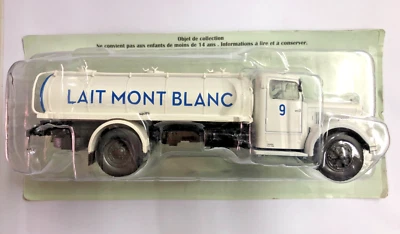 Objet de collection
Ne convient pas aux enfants de moins de 14 ans . Informations à lire et à conserver.
LAIT MONT BLANC
9